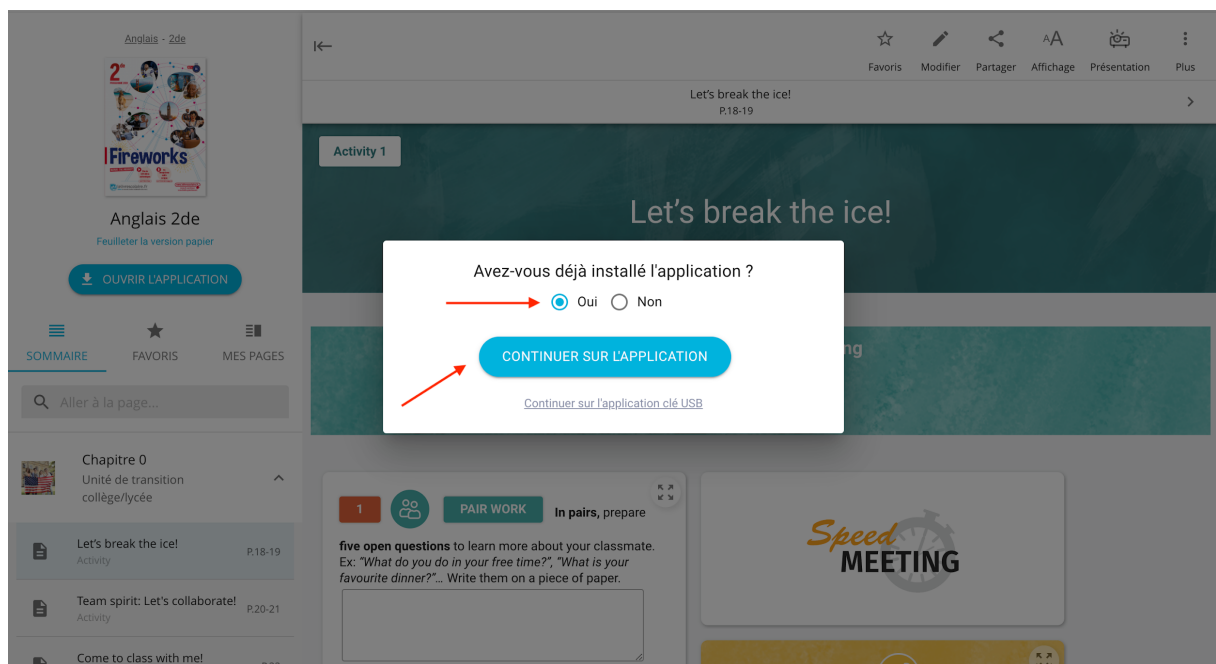 Anglais - 2de
2de
Fireworks
Anglais 2de
Feuilleter la version papier
OUVRIR L'APPLICATION
SOMMAIRE
FAVORIS
MES PAGES
Aller à la page...
Chapitre 0
Unité de transition
collège/lycée
Let's break the ice!
P.18-19
Activity
Team spirit: Let's collaborate!
P.20-21
Activity
Come to class with me!
Favoris
Modifier
Partager
AA
Affichage
Présentation
Plus
Let's break the ice!
P.18-19
Activity 1
Let's break the ice!
Avez-vous déjà installé l'application ?
Oui
Non
CONTINUER SUR L'APPLICATION
Continuer sur l'application clé USB
ng
1
PAIR WORK
In pairs, prepare
five open questions to learn more about your classmate.
Ex: “What do you do in your free time?”, “What is your
favourite dinner?”… Write them on a piece of paper.
Speed
MEETING